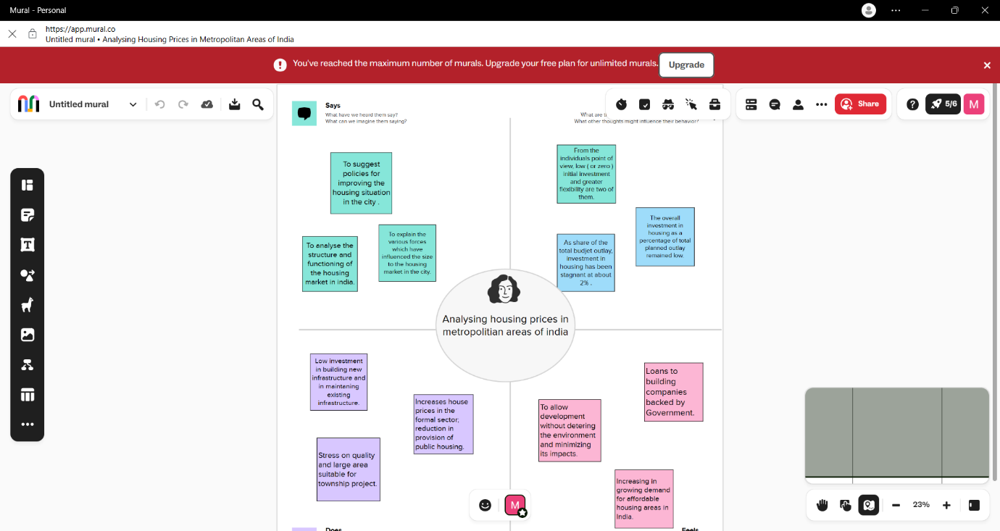 Mural - Personal
https://app.mural.co
Untitled mural • Analysing Housing Prices in Metropolitan Areas of India
You've reached the maximum number of murals. Upgrade your free plan for unlimited murals.
Upgrade
Untitled mural
Share
5/6
M
Says
What have we heard them say?
What can we imagine them saying?
What are
What other thoughts might influence their behavior?
To suggest
policies for
improving the
housing situation
in the city .
To analyse the
structure and
functioning of
the housing
market in india.
To explain the
various forces
which have
influenced the size
to the housing
market in the city.
From the
individuals point of
view, low ( or zero )
initial investment
and greater
flexibility are two of
them.
As share of the
total budjet outlay,
investment in
housing has been
stagnant at about
2% .
The overall
investment in
housing as a
percentage of total
planned outlay
remained low.
Analysing housing prices in
metropolitian areas of india
Low investment
in building new
infrastructure and
in maintaning
existing
infrastructure.
Increases house
prices in the
formal sector;
reduction in
provision of
public housing.
Stress on quality
and large area
suitable for
township project.
Loans to
building
companies
backed by
Government.
To allow
development
without detering
the environment
and minimizing
its impacts.
Increasing in
growing demand
for affordable
housing areas in
India.
M
Does
Feels
23%